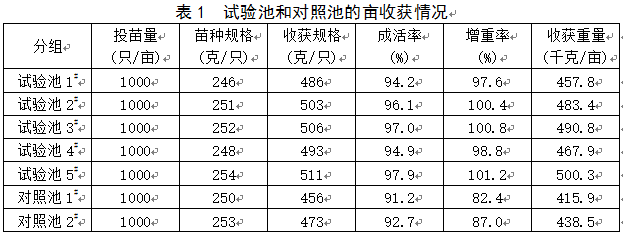 表 1 试验池和对照池的亩收获情况
分组 投苗量 (只/亩) 苗种规格 (克/只) 收获规格 (克/只) 成活率 (%) 增重率 (%) 收获重量 (千克/亩)
试验池 1# 1000 246 486 94.2 97.6 457.8
试验池 2# 1000 251 503 96.1 100.4 483.4
试验池 3# 1000 252 506 97.0 100.8 490.8
试验池 4# 1000 248 493 94.9 98.8 467.9
试验池 5# 1000 254 511 97.9 101.2 500.3
对照池 1# 1000 250 456 91.2 82.4 415.9
对照池 2# 1000 253 473 92.7 87.0 438.5